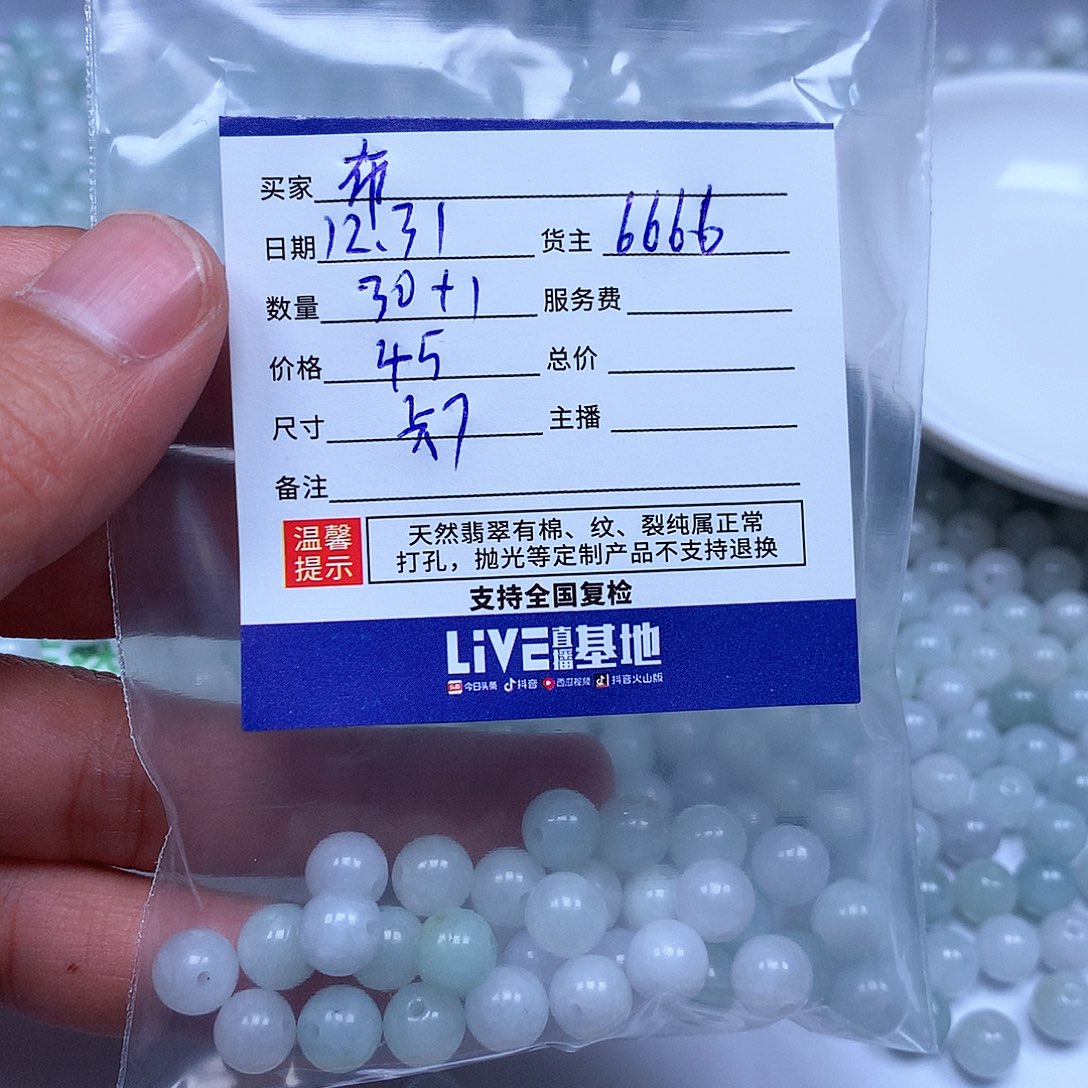 买家 布
日期 12.31 货主 6666
数量 30+1 服务费
价格 45 总价
尺寸 7
主播
备注
温馨提示
天然翡翠有棉、纹、裂纯属正常
打孔，抛光等定制产品不支持退换
支持全国复检
LiVE直播基地
头条 今日头条 抖音 西瓜视频 抖音火山版